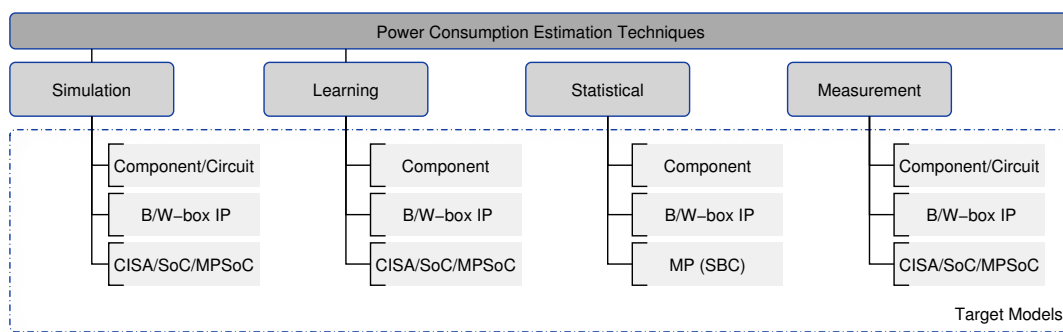 Power Consumption Estimation Techniques
Simulation
Learning
Statistical
Measurement
Component/Circuit
Component
Component
Component/Circuit
B/W−box IP
B/W−box IP
B/W−box IP
B/W−box IP
CISA/SoC/MPSoC
CISA/SoC/MPSoC
MP (SBC)
CISA/SoC/MPSoC
Target Models